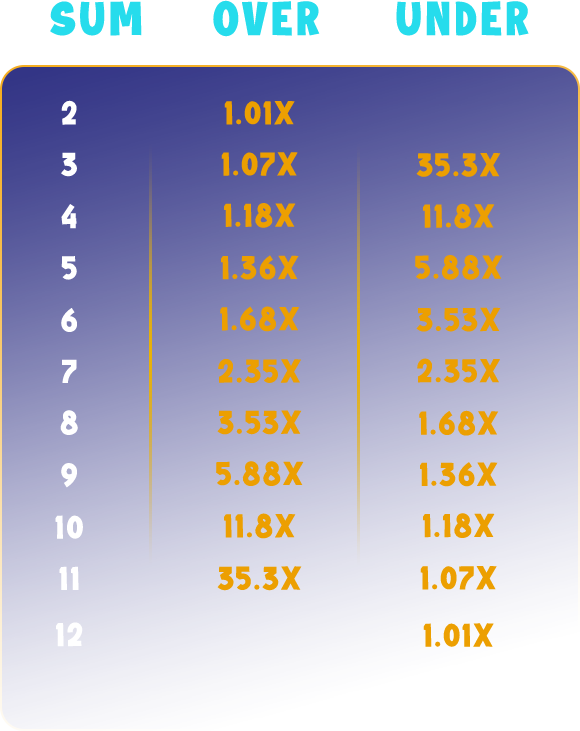 SUM OVER UNDER
2 1.01X
3 1.07X 35.3X
4 1.18X 11.8X
5 1.36X 5.88X
6 1.68X 3.53X
7 2.35X 2.35X
8 3.53X 1.68X
9 5.88X 1.36X
10 11.8X 1.18X
11 35.3X 1.07X
12 1.01X